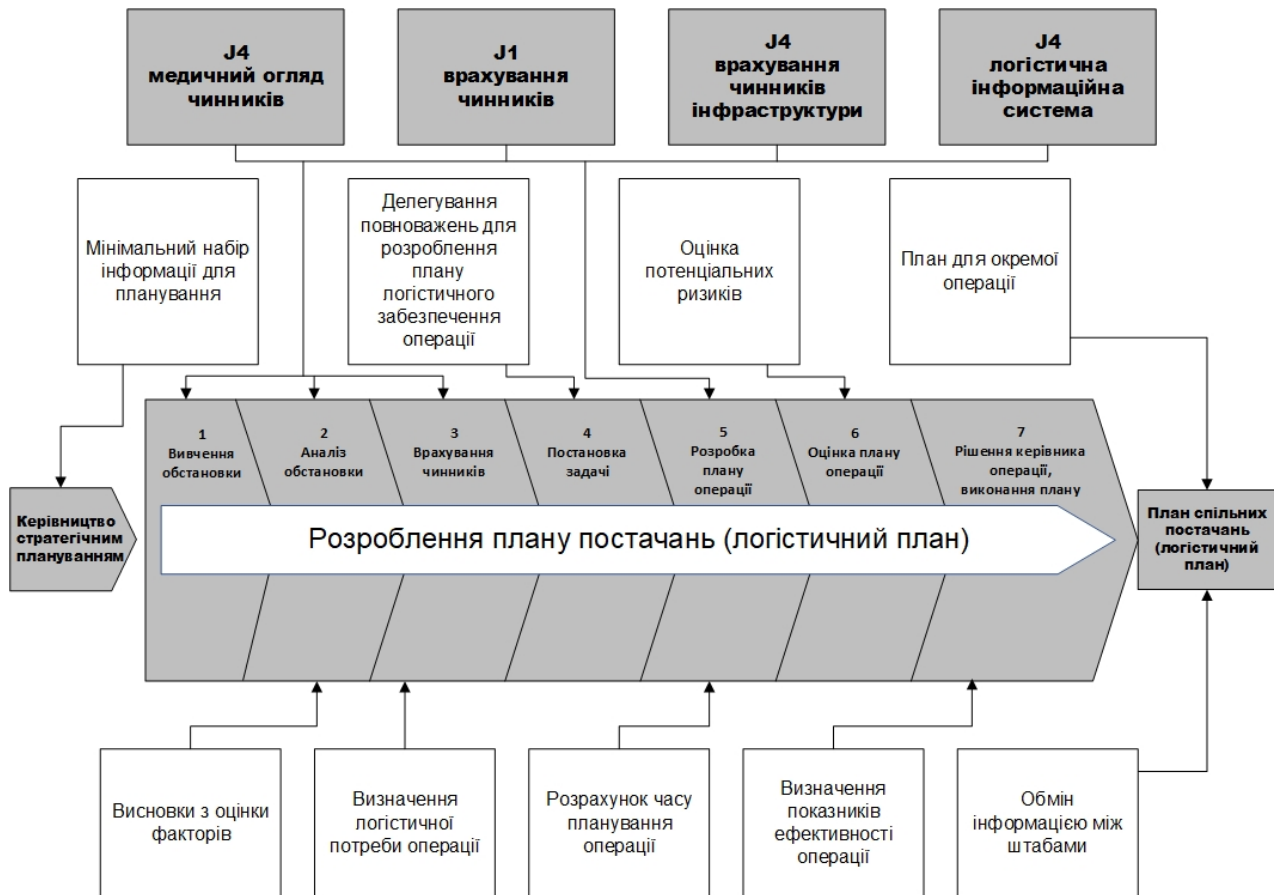 J4
медичний огляд
чинників
J1
врахування
чинників
J4
врахування
чинників
інфраструктури
J4
логістична
інформаційна
система
Мінімальний набір
інформації для
планування
Делегування
повноважень для
розроблення
плану
логістичного
забезпечення
операції
Оцінка
потенціальних
ризиків
План для окремої
операції
1
Вивчення
обстановки
2
Аналіз
обстановки
3
Врахування
чинників
4
Постановка
задачі
5
Розробка
плану
операції
6
Оцінка плану
операції
7
Рішення керівника
операції,
виконання плану
Керівництво
стратегічним
плануванням
Розроблення плану постачань (логістичний план)
План спільних
постачань
(логістичний
план)
Висновки з оцінки
факторів
Визначення
логістичної
потреби операції
Розрахунок часу
планування
операції
Визначення
показників
ефективності
операції
Обмін
інформацією між
штабами